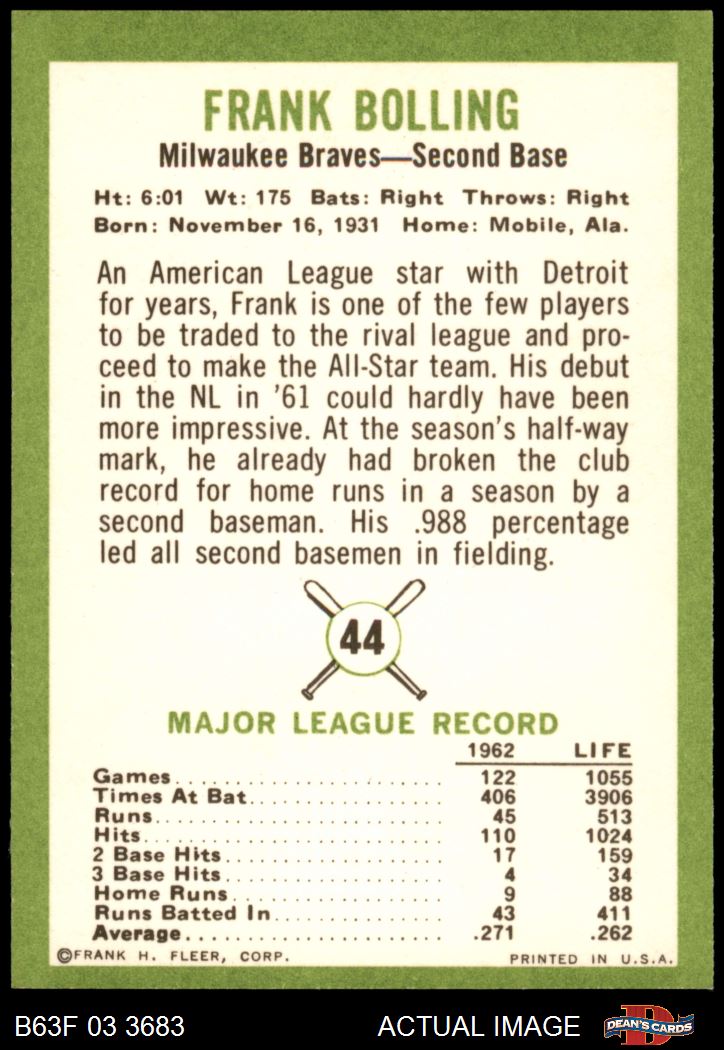 FRANK BOLLING
Milwaukee Braves—Second Base
Ht: 6:01 Wt: 175 Bats: Right Throws: Right
Born: November 16, 1931 Home: Mobile, Ala.
An American League star with Detroit
for years, Frank is one of the few players
to be traded to the rival league and pro-
ceed to make the All-Star team. His debut
in the NL in '61 could hardly have been
more impressive. At the season's half-way
mark, he already had broken the club
record for home runs in a season by a
second baseman. His .988 percentage
led all second basemen in fielding.
44
MAJOR LEAGUE RECORD
1962 LIFE
Games 122 1055
Times At Bat 406 3906
Runs 45 513
Hits 110 1024
2 Base Hits 17 159
3 Base Hits 4 34
Home Runs 9 88
Runs Batted In 43 411
Average .271 .262
©FRANK H. FLEER, CORP. PRINTED IN U.S.A.
B63F 03 3683 ACTUAL IMAGE D DEAN'S CARDS